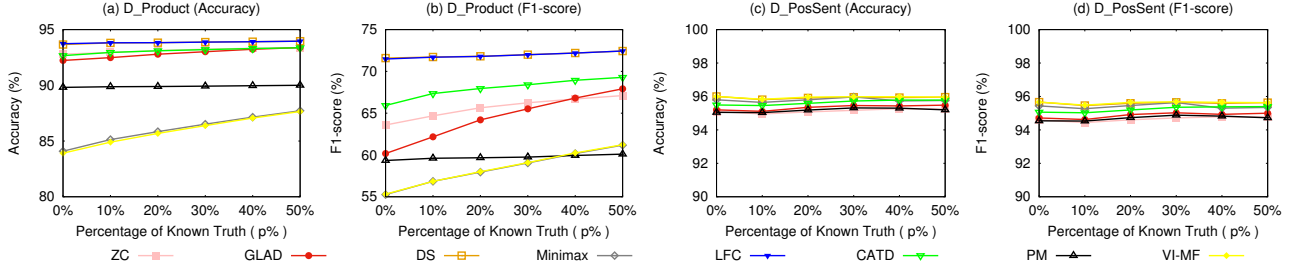 (a) D_Product (Accuracy)
95
90
85
80
Accuracy (%)
0% 10% 20% 30% 40% 50%
Percentage of Known Truth ( p% )
(b) D_Product (F1-score)
75
70
65
60
55
F1-score (%)
0% 10% 20% 30% 40% 50%
Percentage of Known Truth ( p% )
(c) D_PosSent (Accuracy)
100
98
96
94
92
90
Accuracy (%)
0% 10% 20% 30% 40% 50%
Percentage of Known Truth ( p% )
(d) D_PosSent (F1-score)
100
98
96
94
92
90
F1-score (%)
0% 10% 20% 30% 40% 50%
Percentage of Known Truth ( p% )
ZC GLAD DS Minimax LFC CATD PM VI-MF